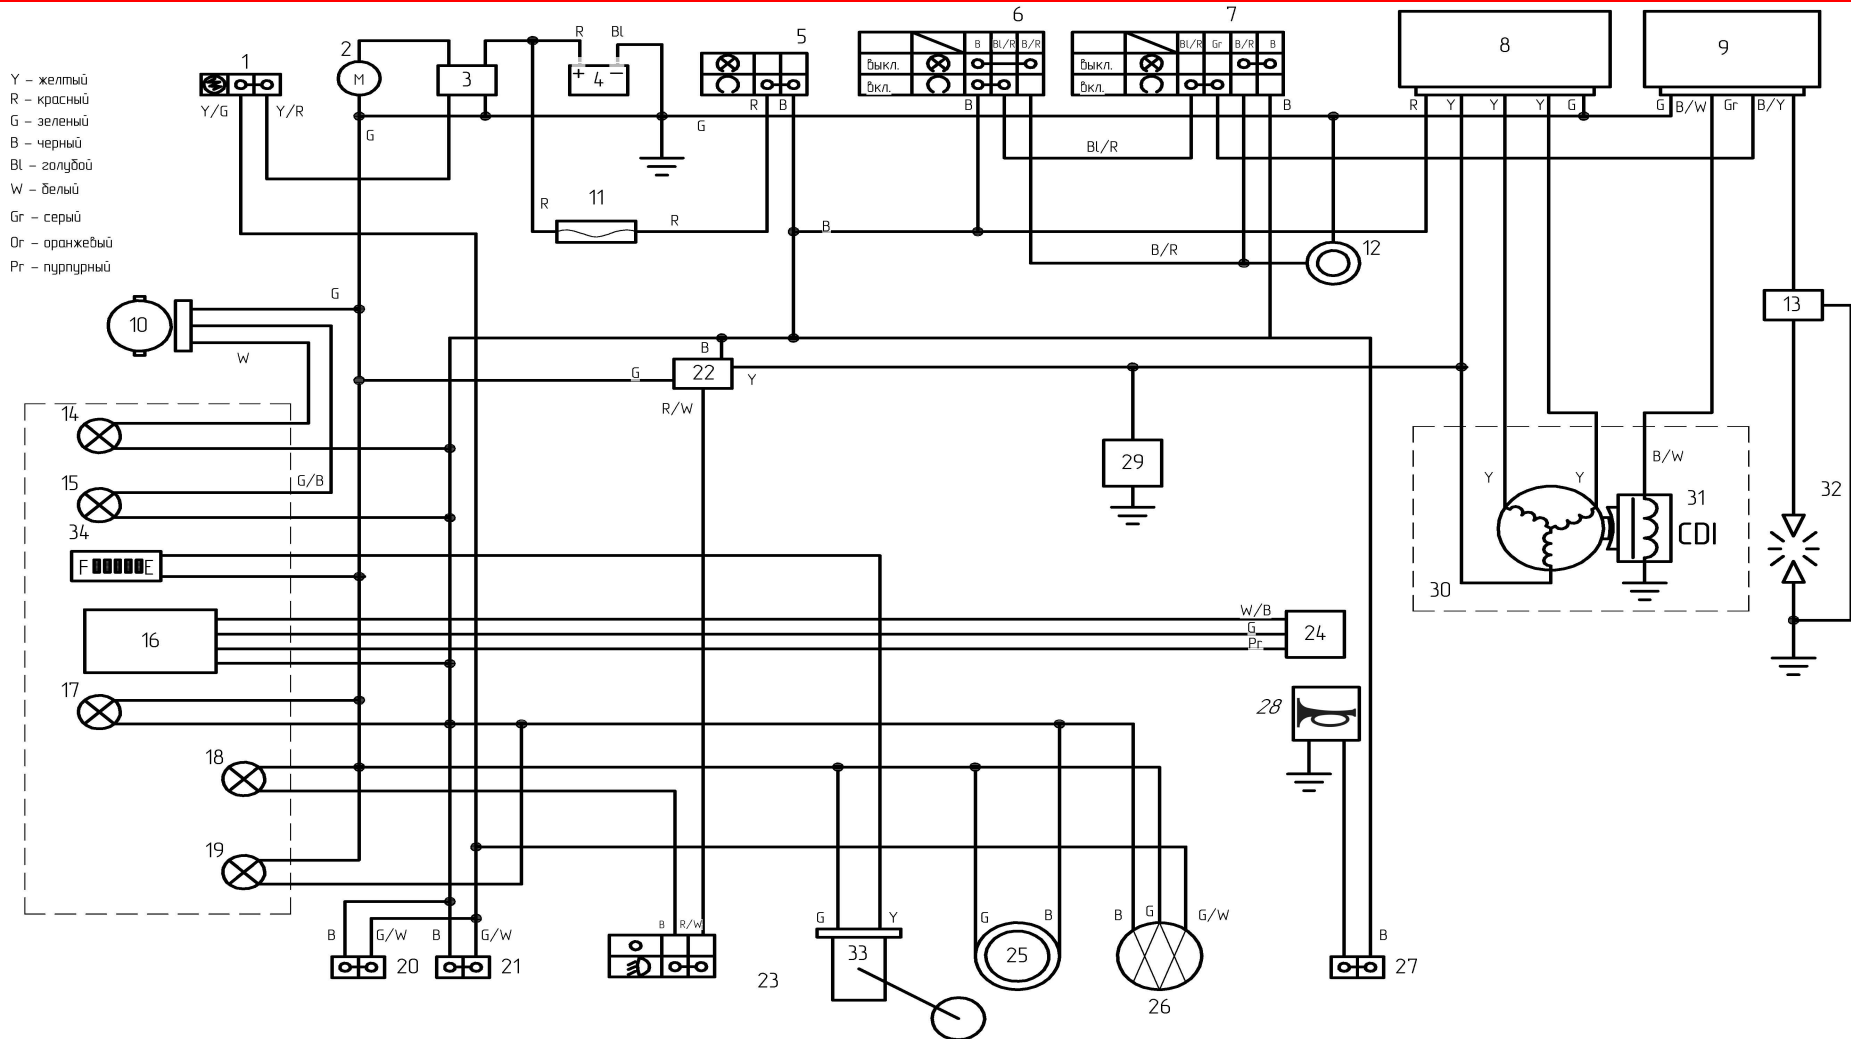 Y – желтый
R – красный
G – зеленый
B – черный
Bl – голубой
W – белый
Gr – серый
Or – оранжевый
Pr – пурпурный
1
Y/G
Y/R
2
M
G
3
R
Bl
+ 4 –
5
R B
G
6
B Bl/R B/R
выкл.
вкл.
B
7
Bl/R Gr B/R B
выкл.
вкл.
B
Bl/R
8
R Y Y Y G
9
G B/W Gr B/Y
R
11
R
B
B/R
12
13
10
G
W
B
G
22
Y
R/W
14
15
G/B
34
F E
29
B/W
Y Y
31
CDI
30
32
16
W/B
G
Pr
24
17
28
18
19
B G/W
20
B G/W
21
B R/W
23
G Y
33
G B
25
B G G/W
26
B
27